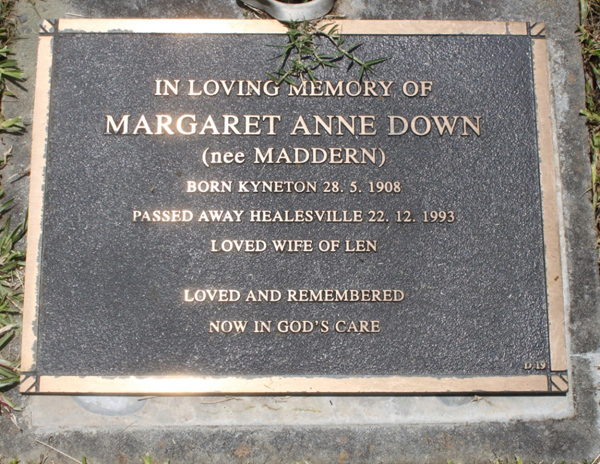 IN LOVING MEMORY OF
MARGARET ANNE DOWN
(nee MADDERN)
BORN KYNETON 28. 5. 1908
PASSED AWAY HEALESVILLE 22. 12. 1993
LOVED WIFE OF LEN
LOVED AND REMEMBERED
NOW IN GOD'S CARE
D 19